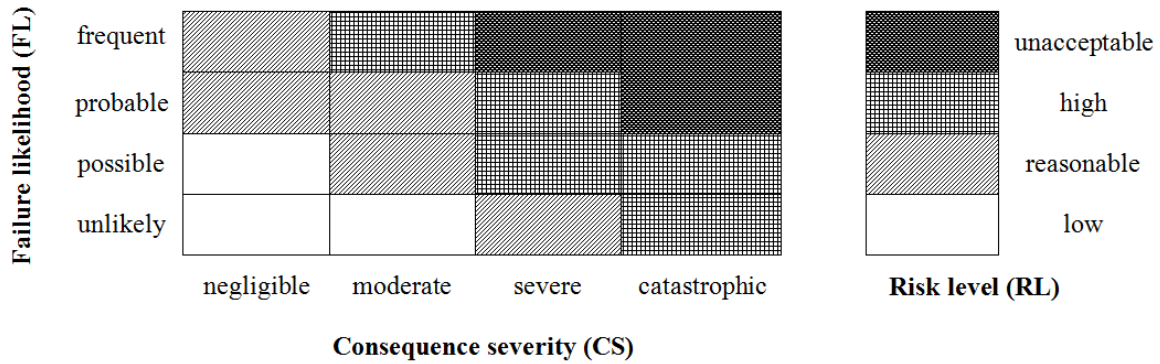 Failure likelihood (FL)
frequent
probable
possible
unlikely
negligible
moderate
severe
catastrophic
Consequence severity (CS)
unacceptable
high
reasonable
low
Risk level (RL)